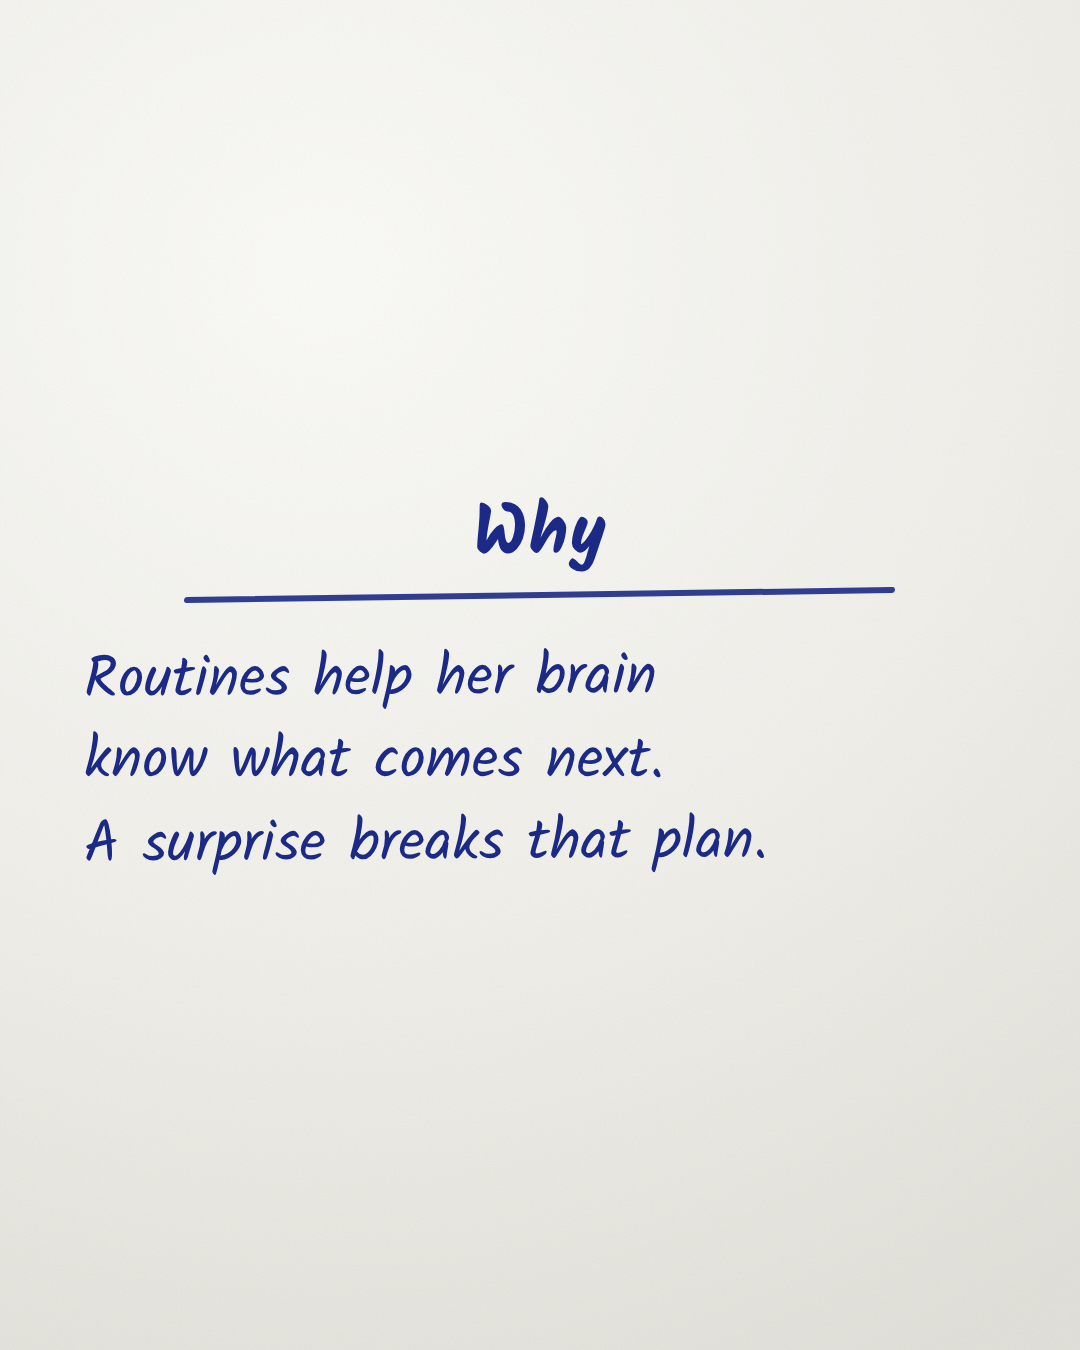 Why
Routines help her brain
know what comes next.
A surprise breaks that plan.